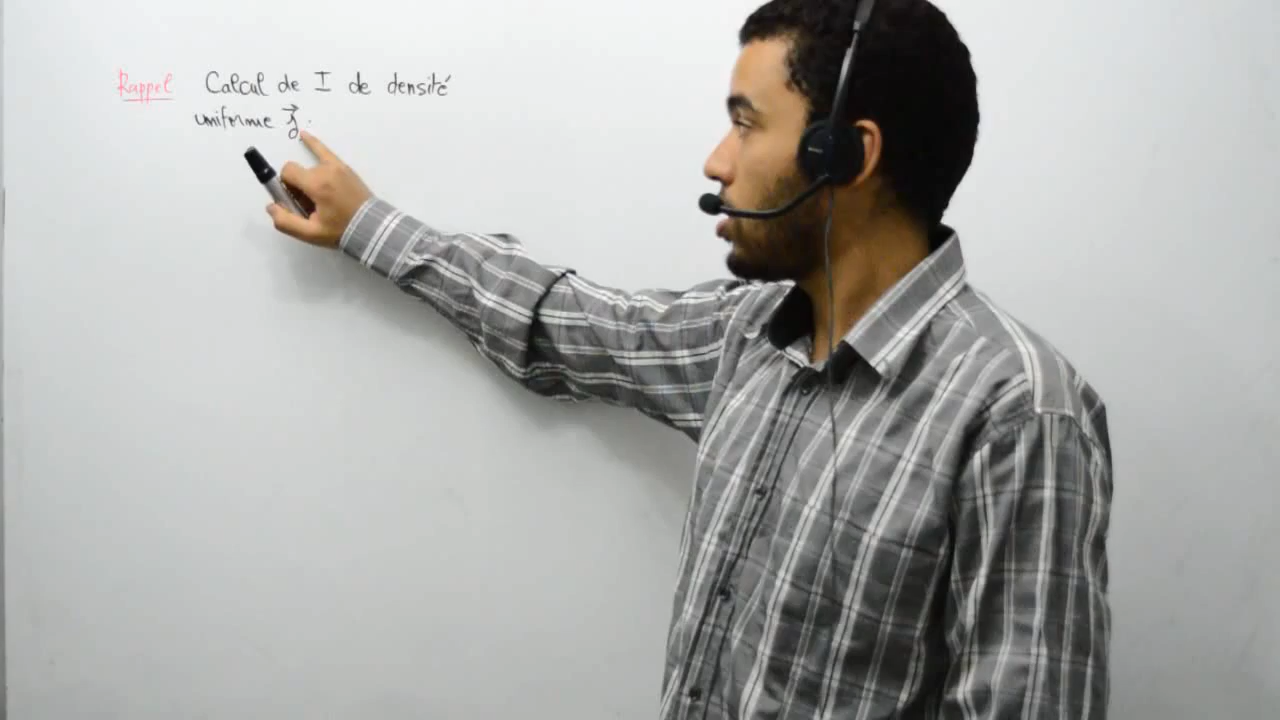 Rappel Calcul de I de densité
uniforme j⃗.